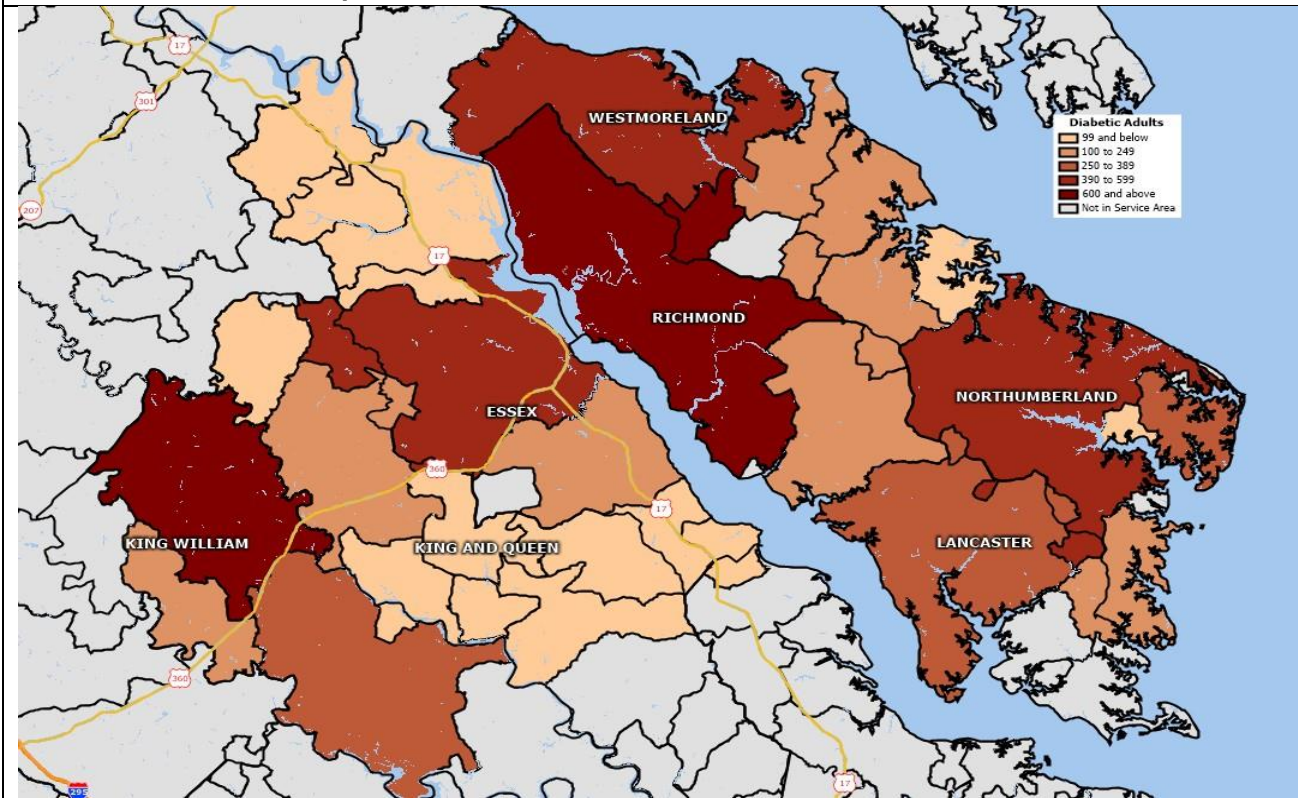 17
301
WESTMORELAND
Diabetic Adults
99 and below
100 to 249
250 to 389
390 to 599
600 and above
Not in Service Area
207
17
RICHMOND
NORTHUMBERLAND
ESSEX
360
17
KING WILLIAM
KING AND QUEEN
LANCASTER
360
17
295